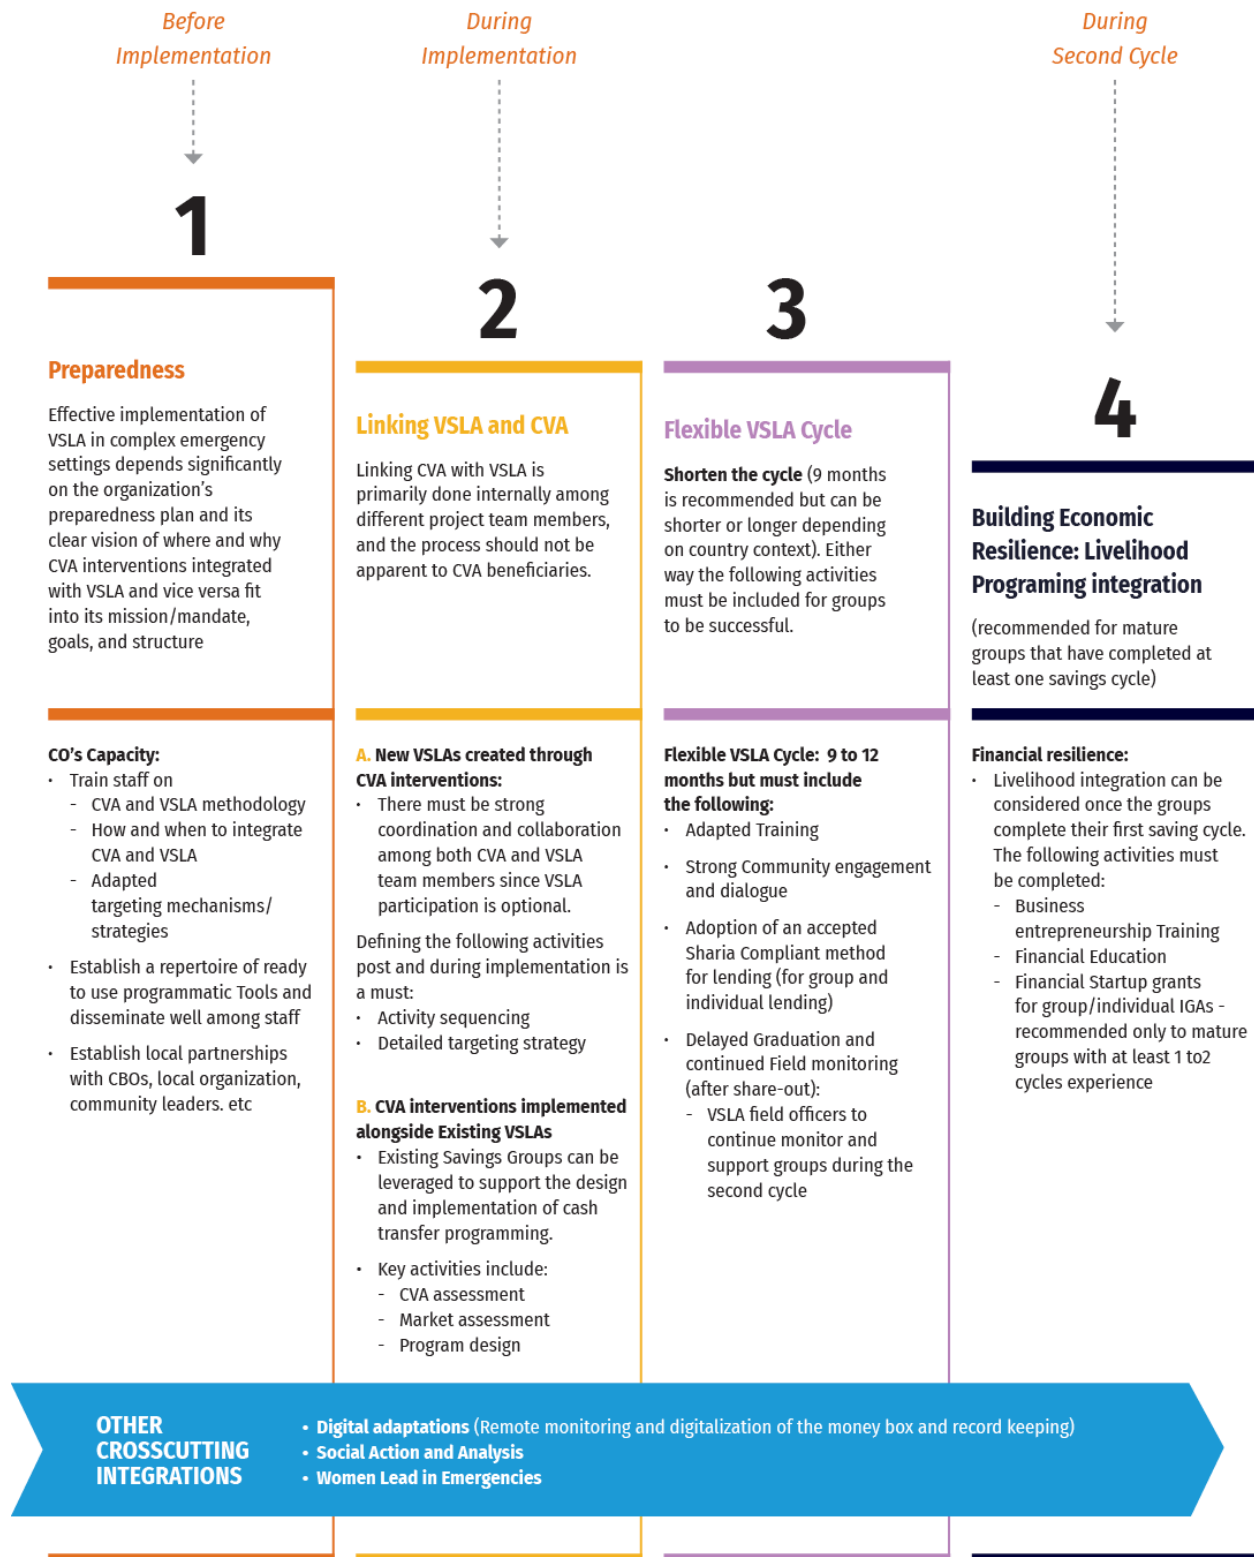 Before
Implementation
During
Implementation
During
Second Cycle
1
Preparedness
Effective implementation of
VSLA in complex emergency
settings depends significantly
on the organization's
preparedness plan and its
clear vision of where and why
CVA interventions integrated
with VSLA and vice versa fit
into its mission/mandate,
goals, and structure
CO's Capacity:
• Train staff on
- CVA and VSLA methodology
- How and when to integrate
CVA and VSLA
- Adapted
targeting mechanisms/
strategies
• Establish a repertoire of ready
to use programmatic Tools and
disseminate well among staff
• Establish local partnerships
with CBOs, local organization,
community leaders. etc
2
Linking VSLA and CVA
Linking CVA with VSLA is
primarily done internally among
different project team members,
and the process should not be
apparent to CVA beneficiaries.
A. New VSLAs created through
CVA interventions:
• There must be strong
coordination and collaboration
among both CVA and VSLA
team members since VSLA
participation is optional.
Defining the following activities
post and during implementation is
a must:
• Activity sequencing
• Detailed targeting strategy
B. CVA interventions implemented
alongside Existing VSLAs
• Existing Savings Groups can be
leveraged to support the design
and implementation of cash
transfer programming.
• Key activities include:
- CVA assessment
- Market assessment
- Program design
3
Flexible VSLA Cycle
Shorten the cycle (9 months
is recommended but can be
shorter or longer depending
on country context). Either
way the following activities
must be included for groups
to be successful.
Flexible VSLA Cycle: 9 to 12
months but must include
the following:
• Adapted Training
• Strong Community engagement
and dialogue
• Adoption of an accepted
Sharia Compliant method
for lending (for group and
individual lending)
• Delayed Graduation and
continued Field monitoring
(after share-out):
- VSLA field officers to
continue monitor and
support groups during the
second cycle
4
Building Economic
Resilience: Livelihood
Programing integration
(recommended for mature
groups that have completed at
least one savings cycle)
Financial resilience:
• Livelihood integration can be
considered once the groups
complete their first saving cycle.
The following activities must
be completed:
- Business
entrepreneurship Training
- Financial Education
- Financial Startup grants
for group/individual IGAs -
recommended only to mature
groups with at least 1 to2
cycles experience
OTHER
CROSSCUTTING
INTEGRATIONS
• Digital adaptations (Remote monitoring and digitalization of the money box and record keeping)
• Social Action and Analysis
• Women Lead in Emergencies